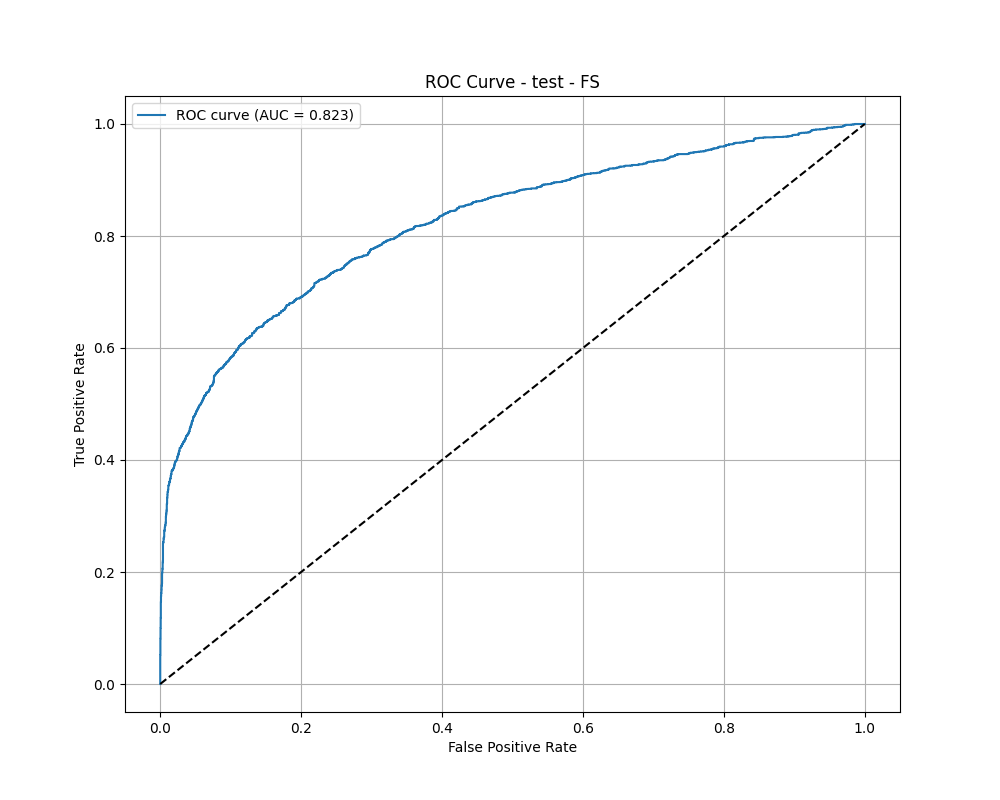 ROC Curve - test - FS
ROC curve (AUC = 0.823)
True Positive Rate
1.0
0.8
0.6
0.4
0.2
0.0
0.0 0.2 0.4 0.6 0.8 1.0
False Positive Rate